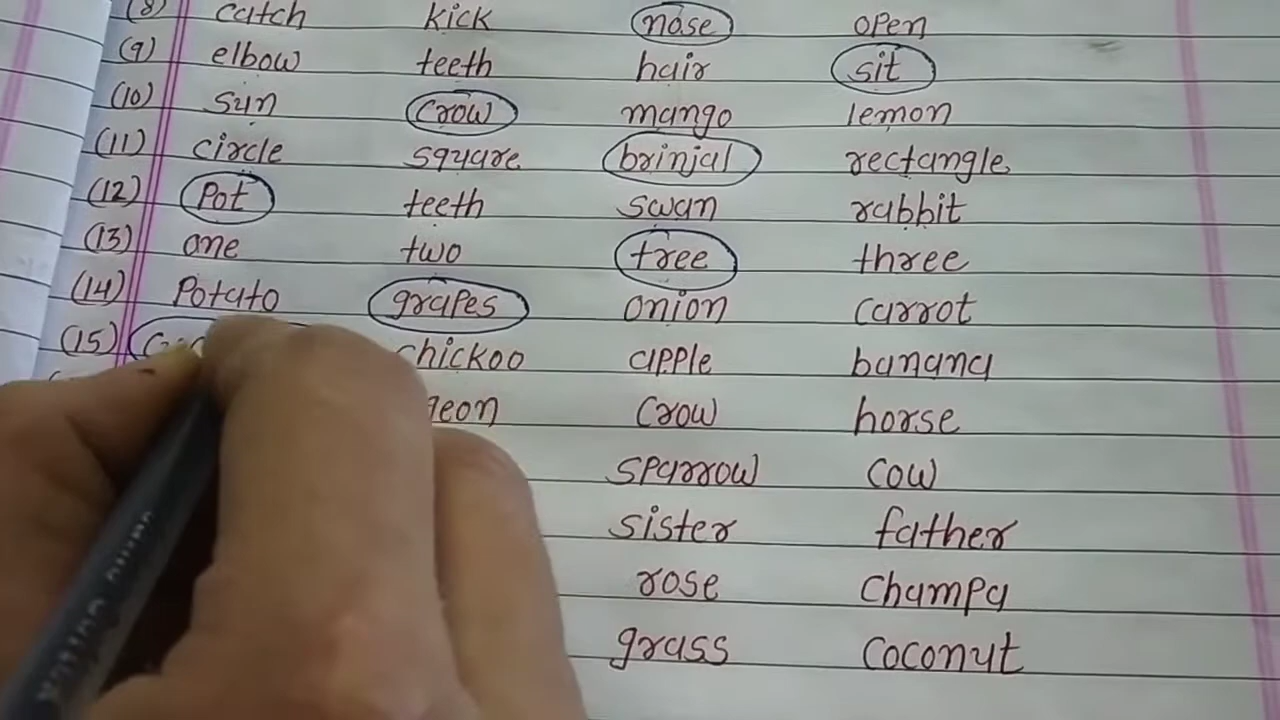 (8) catch kick nose open
(9) elbow teeth hair sit
(10) sun crow mango lemon
(11) circle square brinjal rectangle
(12) Pot teeth swan rabbit
(13) one two tree three
(14) Potato grapes onion carrot
(15) chickoo apple banana
crow horse
sparrow cow
sister father
rose champa
grass coconut